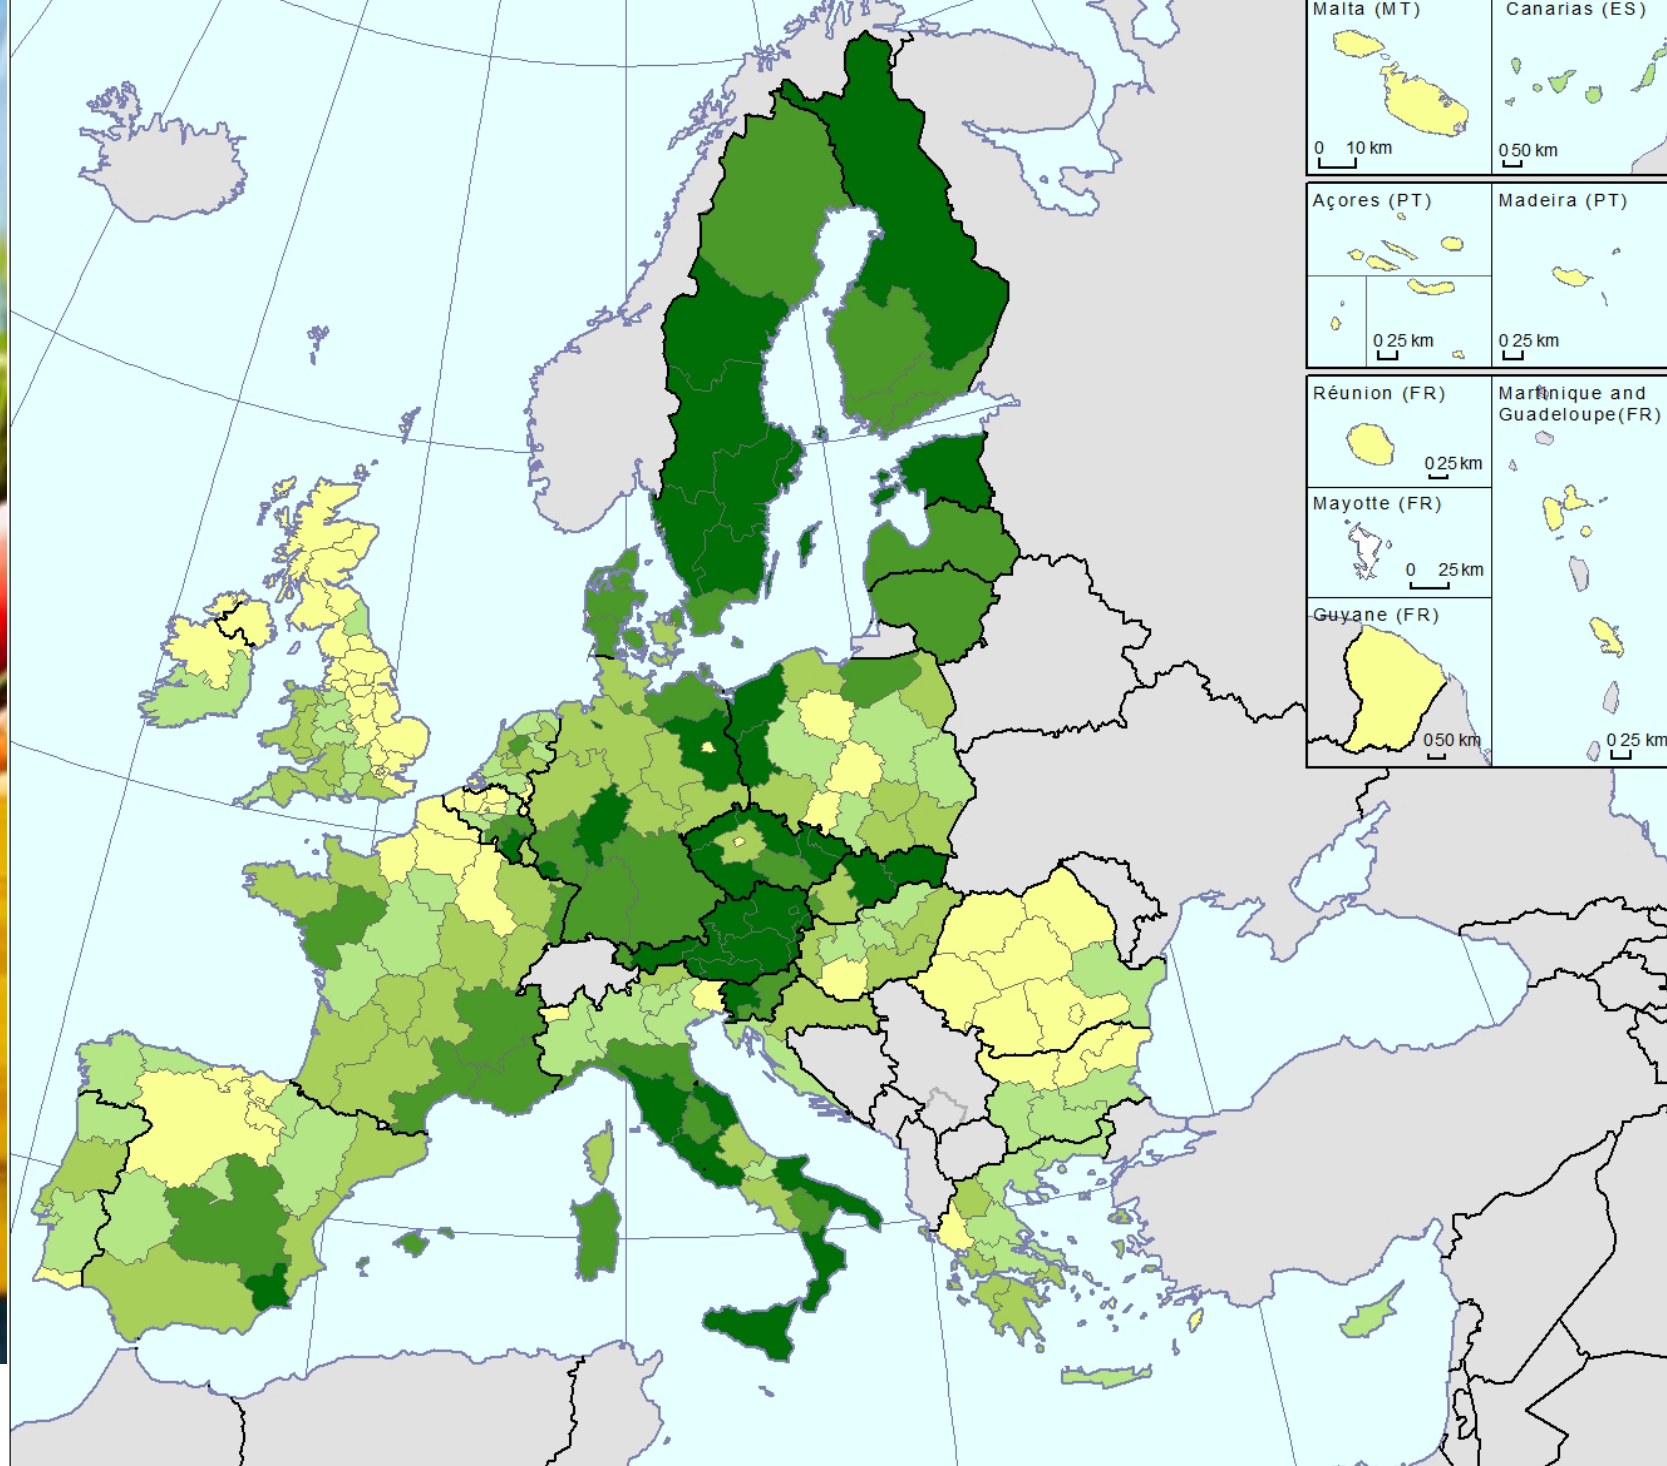 Malta (MT)
Canarias (ES)
0 10 km
0 50 km
Açores (PT)
Madeira (PT)
0 25 km
0 25 km
Réunion (FR)
Martinique and
Guadeloupe(FR)
0 25 km
Mayotte (FR)
0 25 km
Guyane (FR)
0 50 km
0 25 km